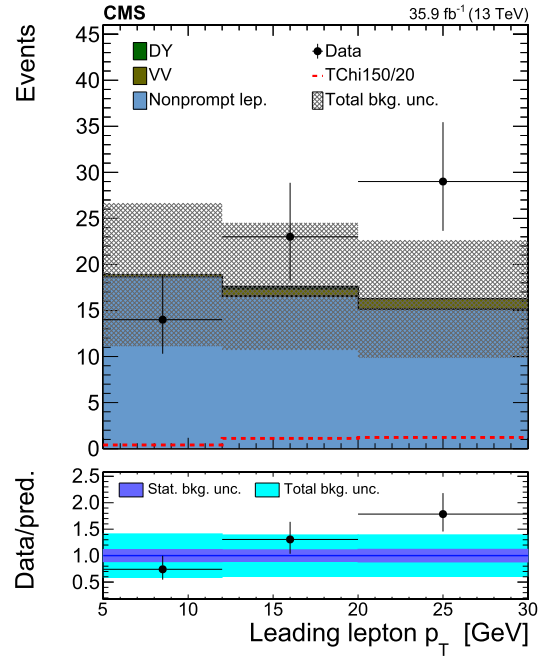 CMS 35.9 fb⁻¹ (13 TeV)
Events
45
40
35
30
25
20
15
10
5
0
DY
VV
Nonprompt lep.
Data
TChi150/20
Total bkg. unc.
Data/pred.
2.5
2.0
1.5
1.0
0.5
Stat. bkg. unc. Total bkg. unc.
5 10 15 20 25 30
Leading lepton p_T [GeV]